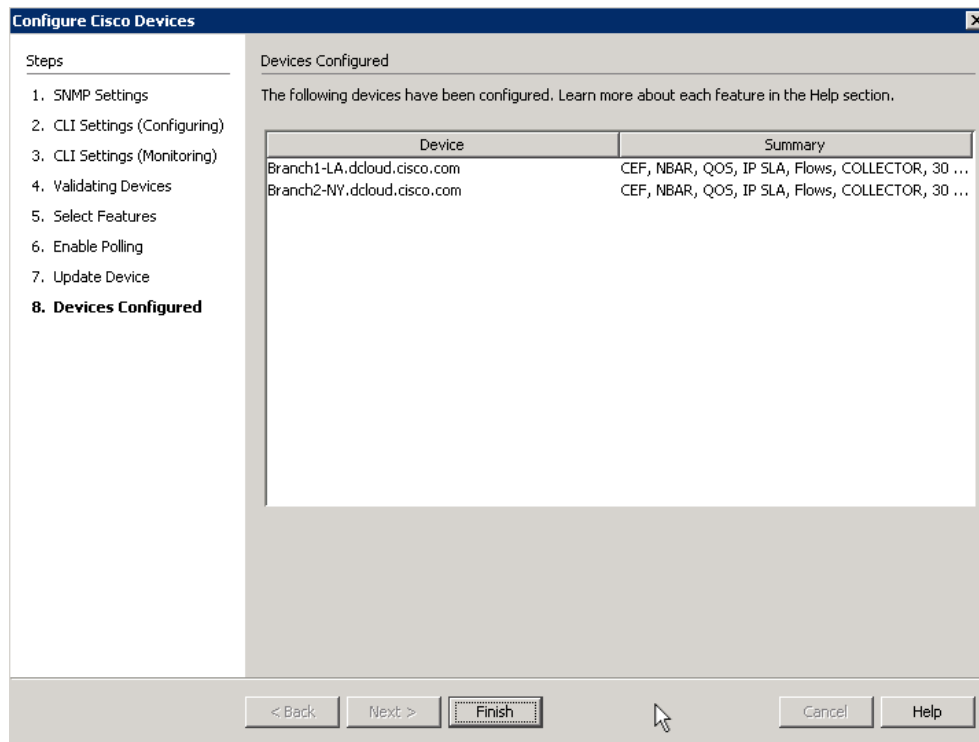 Configure Cisco Devices
Steps
1. SNMP Settings
2. CLI Settings (Configuring)
3. CLI Settings (Monitoring)
4. Validating Devices
5. Select Features
6. Enable Polling
7. Update Device
8. Devices Configured
Devices Configured
The following devices have been configured. Learn more about each feature in the Help section.
Device Summary
Branch1-LA.dcloud.cisco.com CEF, NBAR, QOS, IP SLA, Flows, COLLECTOR, 30 ...
Branch2-NY.dcloud.cisco.com CEF, NBAR, QOS, IP SLA, Flows, COLLECTOR, 30 ...
< Back Next > Finish Cancel Help